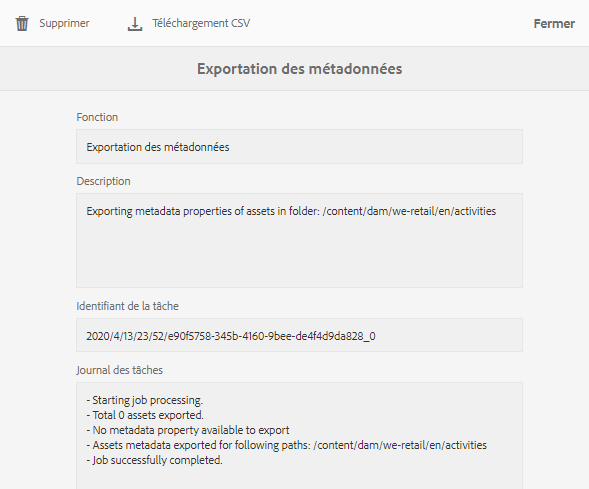 Supprimer Téléchargement CSV Fermer
Exportation des métadonnées
Fonction
Exportation des métadonnées
Description
Exporting metadata properties of assets in folder: /content/dam/we-retail/en/activities
Identifiant de la tâche
2020/4/13/23/52/e90f5758-345b-4160-9bee-de4f4d9da828_0
Journal des tâches
- Starting job processing.
- Total 0 assets exported.
- No metadata property available to export
- Assets metadata exported for following paths: /content/dam/we-retail/en/activities
- Job successfully completed.